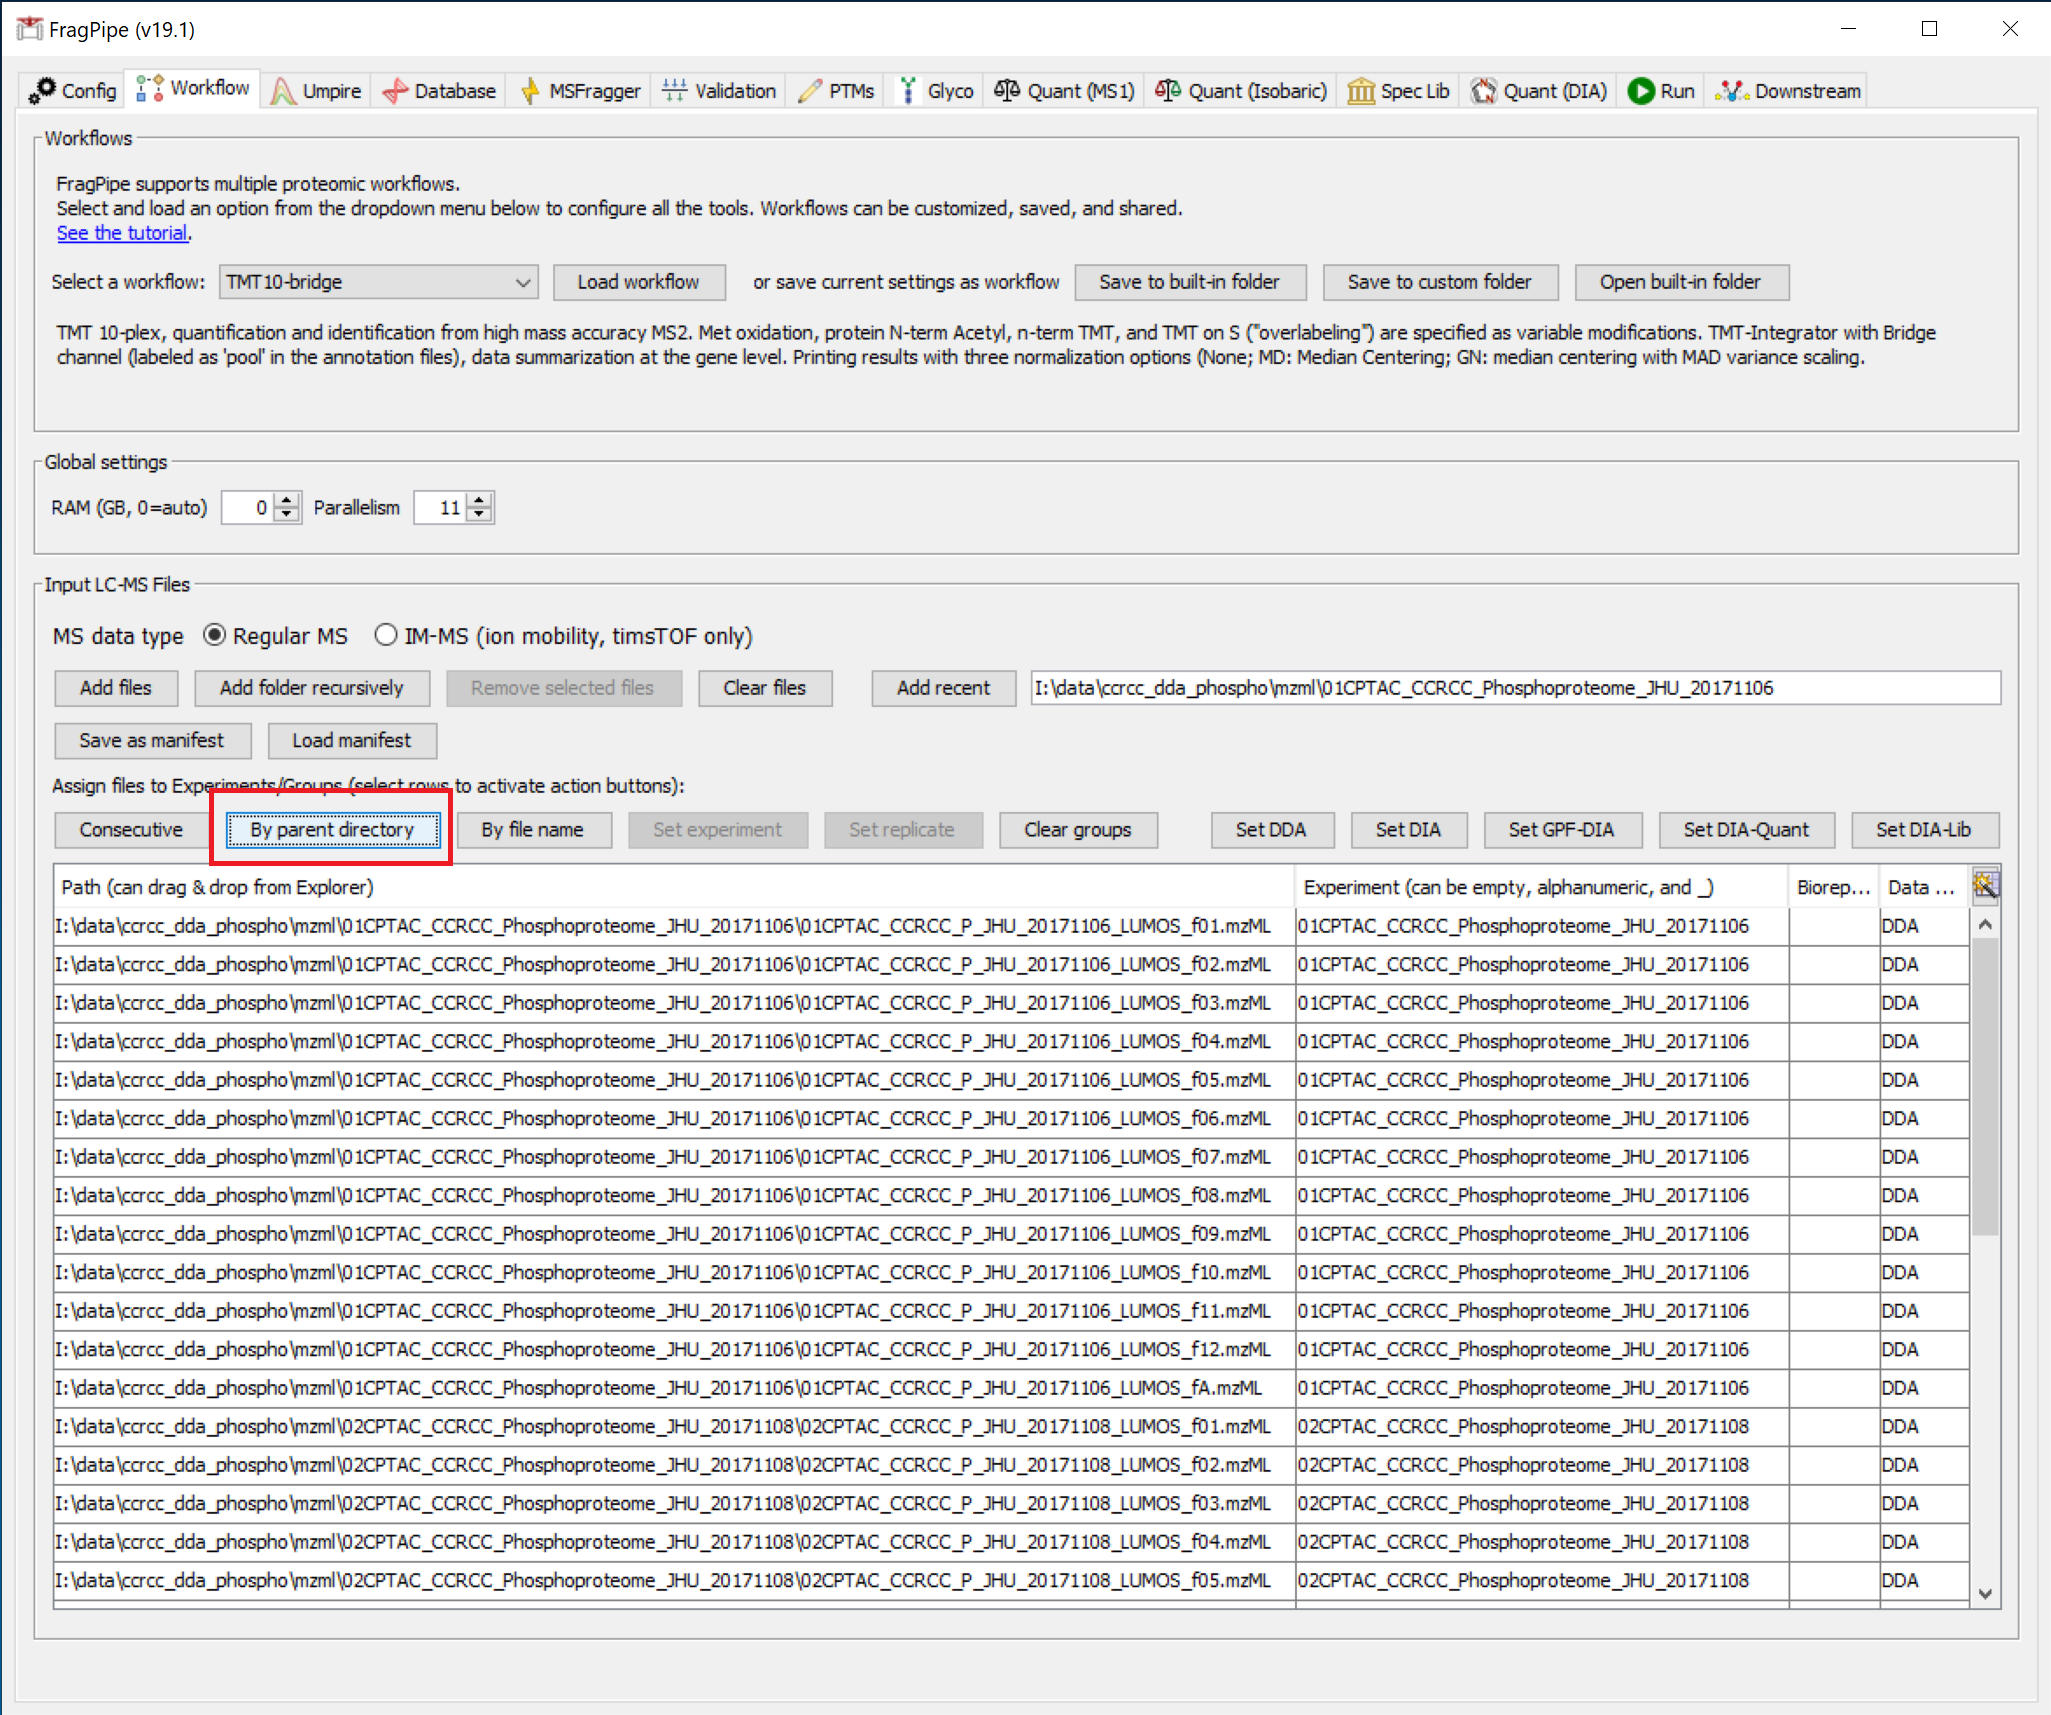 FragPipe (v19.1)
Config Workflow Umpire Database MSFragger Validation PTMs Glyco Quant (MS1) Quant (Isobaric) Spec Lib Quant (DIA) Run Downstream
Workflows
FragPipe supports multiple proteomic workflows.
Select and load an option from the dropdown menu below to configure all the tools. Workflows can be customized, saved, and shared.
See the tutorial.
Select a workflow: TMT10-bridge Load workflow or save current settings as workflow Save to built-in folder Save to custom folder Open built-in folder
TMT 10-plex, quantification and identification from high mass accuracy MS2. Met oxidation, protein N-term Acetyl, n-term TMT, and TMT on S ("overlabeling") are specified as variable modifications. TMT-Integrator with Bridge
channel (labeled as 'pool' in the annotation files), data summarization at the gene level. Printing results with three normalization options (None; MD: Median Centering; GN: median centering with MAD variance scaling.
Global settings
RAM (GB, 0=auto) 0 Parallelism 11
Input LC-MS Files
MS data type Regular MS IM-MS (ion mobility, timsTOF only)
Add files Add folder recursively Remove selected files Clear files Add recent I:\data\ccrcc_dda_phospho\mzml\01CPTAC_CCRCC_Phosphoproteome_JHU_20171106
Save as manifest Load manifest
Assign files to Experiments/Groups (select rows to activate action buttons):
Consecutive By parent directory By file name Set experiment Set replicate Clear groups Set DDA Set DIA Set GPF-DIA Set DIA-Quant Set DIA-Lib
Path (can drag & drop from Explorer) Experiment (can be empty, alphanumeric, and _) Biorep... Data ...
I:\data\ccrcc_dda_phospho\mzml\01CPTAC_CCRCC_Phosphoproteome_JHU_20171106\01CPTAC_CCRCC_P_JHU_20171106_LUMOS_f01.mzML 01CPTAC_CCRCC_Phosphoproteome_JHU_20171106 DDA
I:\data\ccrcc_dda_phospho\mzml\01CPTAC_CCRCC_Phosphoproteome_JHU_20171106\01CPTAC_CCRCC_P_JHU_20171106_LUMOS_f02.mzML 01CPTAC_CCRCC_Phosphoproteome_JHU_20171106 DDA
I:\data\ccrcc_dda_phospho\mzml\01CPTAC_CCRCC_Phosphoproteome_JHU_20171106\01CPTAC_CCRCC_P_JHU_20171106_LUMOS_f03.mzML 01CPTAC_CCRCC_Phosphoproteome_JHU_20171106 DDA
I:\data\ccrcc_dda_phospho\mzml\01CPTAC_CCRCC_Phosphoproteome_JHU_20171106\01CPTAC_CCRCC_P_JHU_20171106_LUMOS_f04.mzML 01CPTAC_CCRCC_Phosphoproteome_JHU_20171106 DDA
I:\data\ccrcc_dda_phospho\mzml\01CPTAC_CCRCC_Phosphoproteome_JHU_20171106\01CPTAC_CCRCC_P_JHU_20171106_LUMOS_f05.mzML 01CPTAC_CCRCC_Phosphoproteome_JHU_20171106 DDA
I:\data\ccrcc_dda_phospho\mzml\01CPTAC_CCRCC_Phosphoproteome_JHU_20171106\01CPTAC_CCRCC_P_JHU_20171106_LUMOS_f06.mzML 01CPTAC_CCRCC_Phosphoproteome_JHU_20171106 DDA
I:\data\ccrcc_dda_phospho\mzml\01CPTAC_CCRCC_Phosphoproteome_JHU_20171106\01CPTAC_CCRCC_P_JHU_20171106_LUMOS_f07.mzML 01CPTAC_CCRCC_Phosphoproteome_JHU_20171106 DDA
I:\data\ccrcc_dda_phospho\mzml\01CPTAC_CCRCC_Phosphoproteome_JHU_20171106\01CPTAC_CCRCC_P_JHU_20171106_LUMOS_f08.mzML 01CPTAC_CCRCC_Phosphoproteome_JHU_20171106 DDA
I:\data\ccrcc_dda_phospho\mzml\01CPTAC_CCRCC_Phosphoproteome_JHU_20171106\01CPTAC_CCRCC_P_JHU_20171106_LUMOS_f09.mzML 01CPTAC_CCRCC_Phosphoproteome_JHU_20171106 DDA
I:\data\ccrcc_dda_phospho\mzml\01CPTAC_CCRCC_Phosphoproteome_JHU_20171106\01CPTAC_CCRCC_P_JHU_20171106_LUMOS_f10.mzML 01CPTAC_CCRCC_Phosphoproteome_JHU_20171106 DDA
I:\data\ccrcc_dda_phospho\mzml\01CPTAC_CCRCC_Phosphoproteome_JHU_20171106\01CPTAC_CCRCC_P_JHU_20171106_LUMOS_f11.mzML 01CPTAC_CCRCC_Phosphoproteome_JHU_20171106 DDA
I:\data\ccrcc_dda_phospho\mzml\01CPTAC_CCRCC_Phosphoproteome_JHU_20171106\01CPTAC_CCRCC_P_JHU_20171106_LUMOS_f12.mzML 01CPTAC_CCRCC_Phosphoproteome_JHU_20171106 DDA
I:\data\ccrcc_dda_phospho\mzml\01CPTAC_CCRCC_Phosphoproteome_JHU_20171106\01CPTAC_CCRCC_P_JHU_20171106_LUMOS_fA.mzML 01CPTAC_CCRCC_Phosphoproteome_JHU_20171106 DDA
I:\data\ccrcc_dda_phospho\mzml\02CPTAC_CCRCC_Phosphoproteome_JHU_20171108\02CPTAC_CCRCC_P_JHU_20171108_LUMOS_f01.mzML 02CPTAC_CCRCC_Phosphoproteome_JHU_20171108 DDA
I:\data\ccrcc_dda_phospho\mzml\02CPTAC_CCRCC_Phosphoproteome_JHU_20171108\02CPTAC_CCRCC_P_JHU_20171108_LUMOS_f02.mzML 02CPTAC_CCRCC_Phosphoproteome_JHU_20171108 DDA
I:\data\ccrcc_dda_phospho\mzml\02CPTAC_CCRCC_Phosphoproteome_JHU_20171108\02CPTAC_CCRCC_P_JHU_20171108_LUMOS_f03.mzML 02CPTAC_CCRCC_Phosphoproteome_JHU_20171108 DDA
I:\data\ccrcc_dda_phospho\mzml\02CPTAC_CCRCC_Phosphoproteome_JHU_20171108\02CPTAC_CCRCC_P_JHU_20171108_LUMOS_f04.mzML 02CPTAC_CCRCC_Phosphoproteome_JHU_20171108 DDA
I:\data\ccrcc_dda_phospho\mzml\02CPTAC_CCRCC_Phosphoproteome_JHU_20171108\02CPTAC_CCRCC_P_JHU_20171108_LUMOS_f05.mzML 02CPTAC_CCRCC_Phosphoproteome_JHU_20171108 DDA